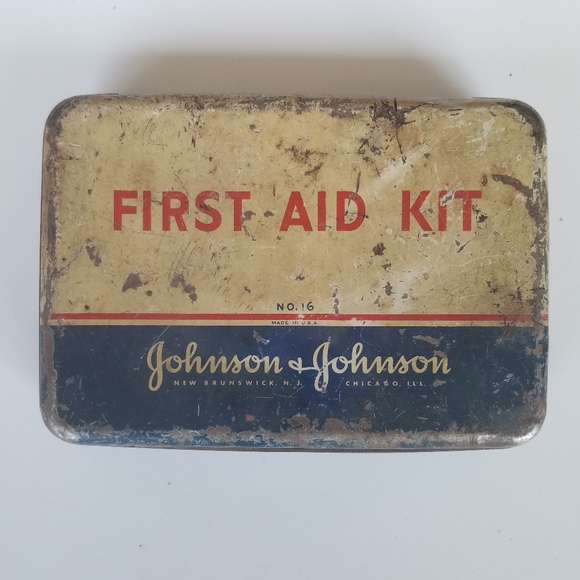 FIRST AID KIT
NO. 16
MADE IN U.S.A.
Johnson & Johnson
NEW BRUNSWICK, N. J. CHICAGO, ILL.